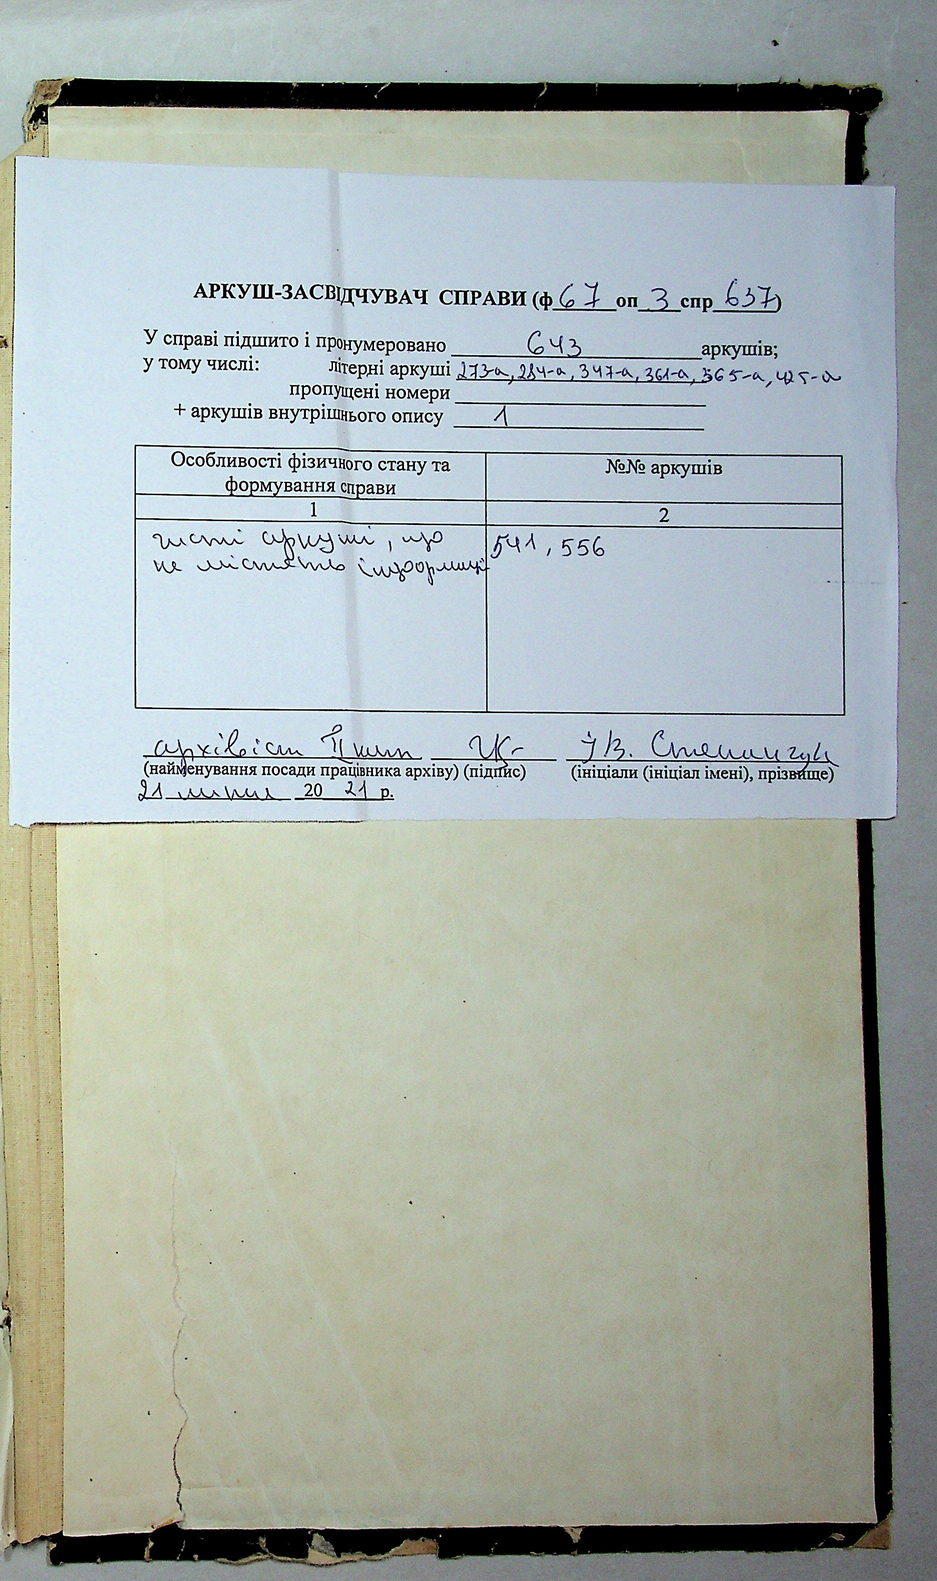 АРКУШ-ЗАСВІДЧУВАЧ СПРАВИ (ф 67 оп 3 спр 637)
У справі підшито і пронумеровано 643 аркушів;
у тому числі: літерні аркуші 273-а, 284-а, 347-а, 361-а, 365-а, 425-а
пропущені номери
+ аркушів внутрішнього опису 1
Особливості фізичного стану та формування справи
№№ аркушів
1
2
чисті аркуші, що
не містять інформації
541, 556
архівіст
(найменування посади працівника архіву) (підпис) (ініціали (ініціал імені), прізвище)
21 липня 20 21 р.